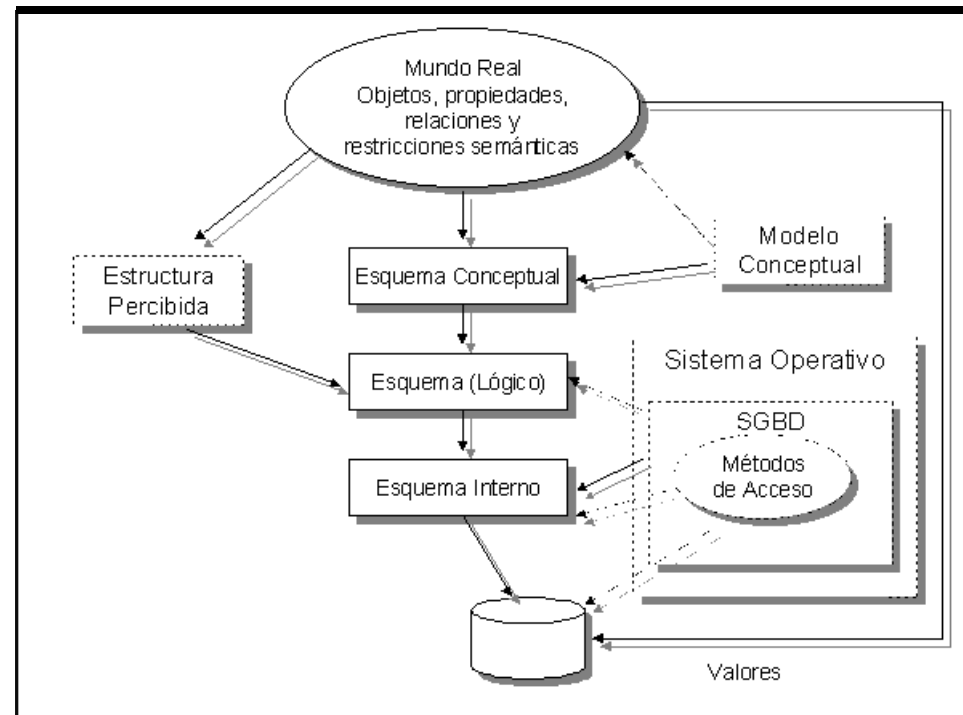 Mundo Real
Objetos, propiedades,
relaciones y
restricciones semánticas
Modelo
Conceptual
Estructura
Percibida
Esquema Conceptual
Sistema Operativo
Esquema (Lógico)
SGBD
Métodos
de Acceso
Esquema Interno
Valores